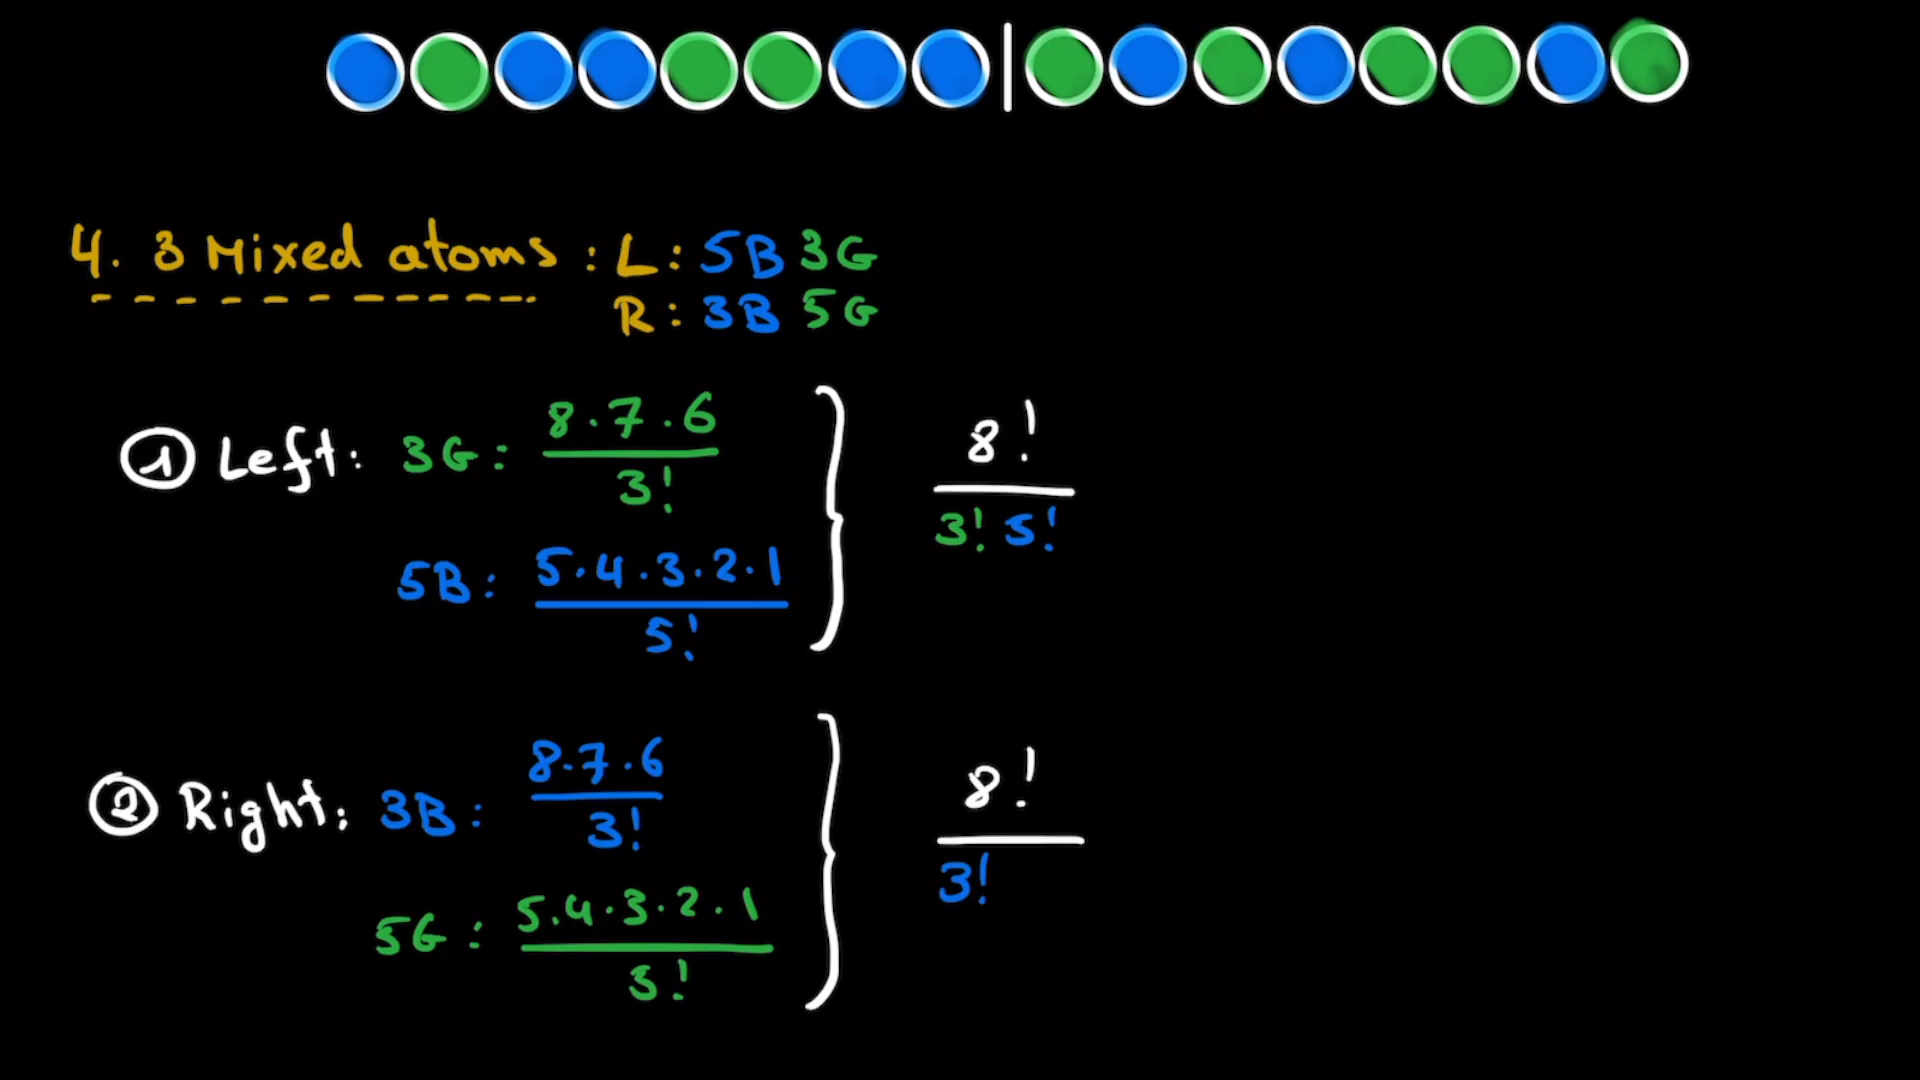 4. 3 Mixed atoms : L: 5B 3G
R: 3B 5G
① Left: 3G: 8·7·6 / 3!
5B: 5·4·3·2·1 / 5!
8! / 3! 5!
② Right: 3B: 8·7·6 / 3!
5G: 5·4·3·2·1 / 5!
8! / 3!